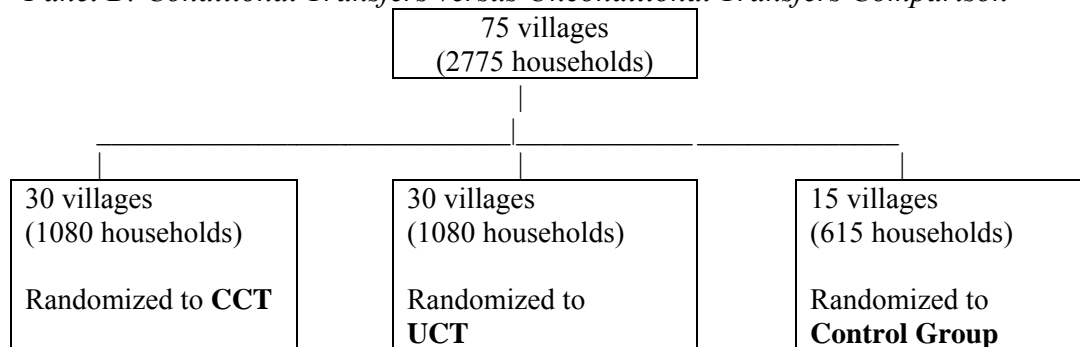 Panel B: Conditional Transfers versus Unconditional Transfers Comparison
75 villages
(2775 households)
30 villages
(1080 households)
Randomized to CCT
30 villages
(1080 households)
Randomized to
UCT
15 villages
(615 households)
Randomized to
Control Group